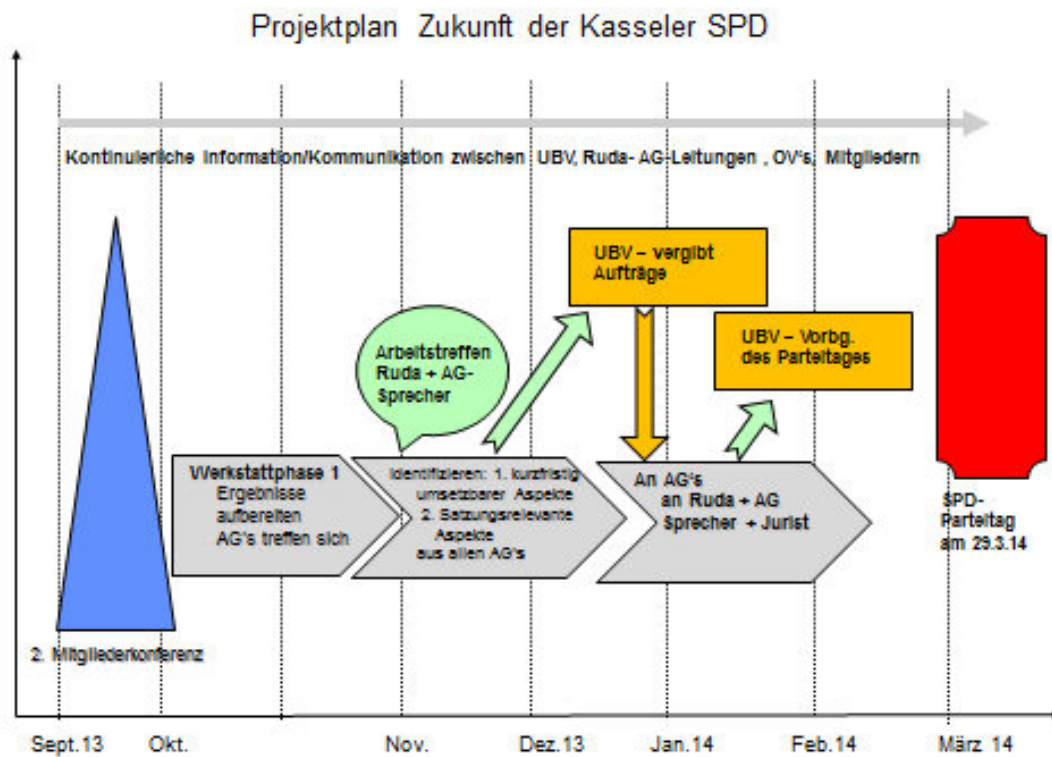 Projektplan Zukunft der Kasseler SPD
Kontinuierliche Information/Kommunikation zwischen UBV, Ruda- AG-Leitungen , OV's, Mitgliedern
UBV – vergibt
Aufträge
UBV – Vorbg.
des Parteitages
Arbeitstreffen
Ruda + AG-
Sprecher
Werkstattphase 1
Ergebnisse
aufbereiten
AG's treffen sich
Identifizieren: 1. kurzfristig
umsetzbarer Aspekte
2. Satzungsrelevante
Aspekte
aus allen AG's
An AG's
an Ruda + AG
Sprecher + Jurist
SPD-
Parteitag
am 29.3.14
2. Mitgliederkonferenz
Sept.13 Okt. Nov. Dez.13 Jan.14 Feb.14 März 14